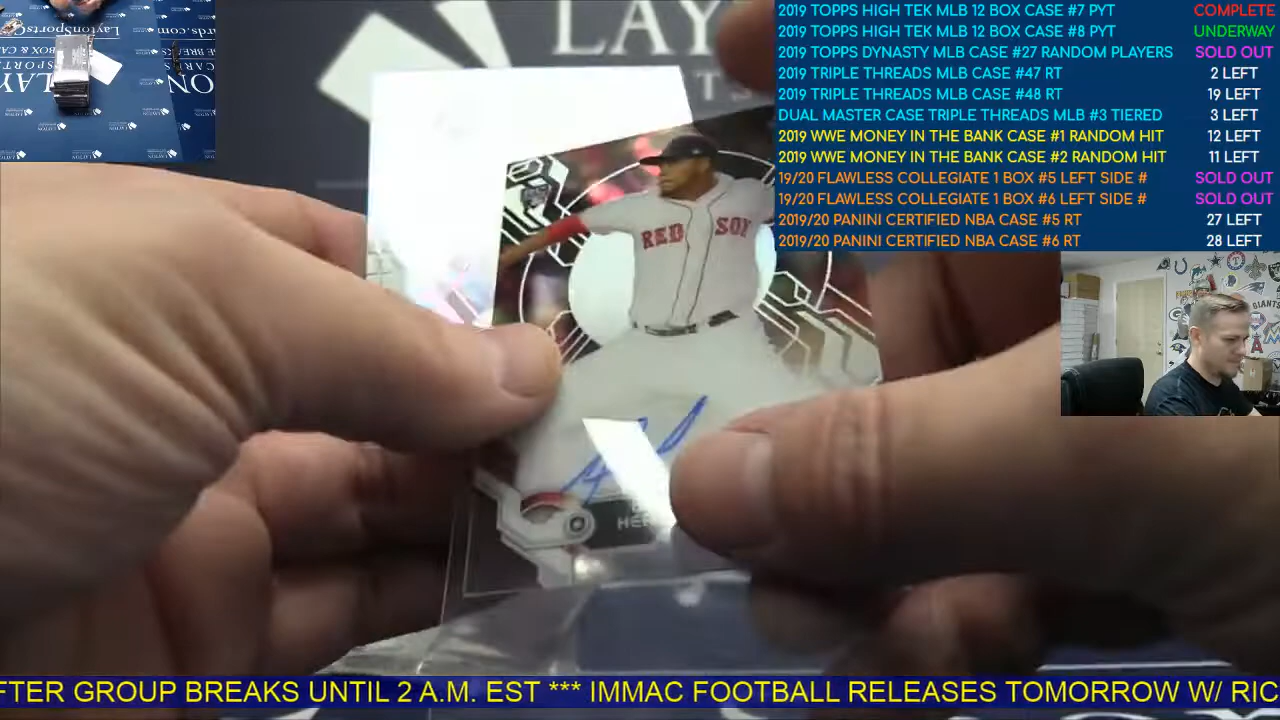 LaytonSportsC
ards.com
LAY
TS
2019 TOPPS HIGH TEK MLB 12 BOX CASE #7 PYT COMPLETE
2019 TOPPS HIGH TEK MLB 12 BOX CASE #8 PYT UNDERWAY
2019 TOPPS DYNASTY MLB CASE #27 RANDOM PLAYERS SOLD OUT
2019 TRIPLE THREADS MLB CASE #47 RT 2 LEFT
2019 TRIPLE THREADS MLB CASE #48 RT 19 LEFT
DUAL MASTER CASE TRIPLE THREADS MLB #3 TIERED 3 LEFT
2019 WWE MONEY IN THE BANK CASE #1 RANDOM HIT 12 LEFT
2019 WWE MONEY IN THE BANK CASE #2 RANDOM HIT 11 LEFT
19/20 FLAWLESS COLLEGIATE 1 BOX #5 LEFT SIDE # SOLD OUT
19/20 FLAWLESS COLLEGIATE 1 BOX #6 LEFT SIDE # SOLD OUT
2019/20 PANINI CERTIFIED NBA CASE #5 RT 27 LEFT
2019/20 PANINI CERTIFIED NBA CASE #6 RT 28 LEFT
RED SOX
HER
FTER GROUP BREAKS UNTIL 2 A.M. EST *** IMMAC FOOTBALL RELEASES TOMORROW W/ RIC